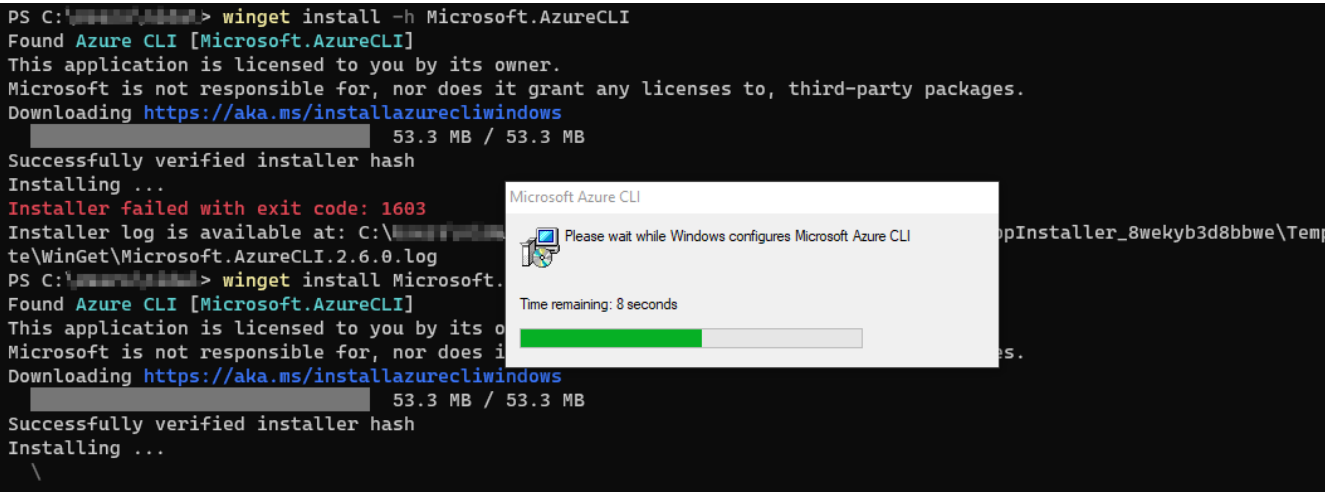 PS C:\ > winget install -h Microsoft.AzureCLI
Found Azure CLI [Microsoft.AzureCLI]
This application is licensed to you by its owner.
Microsoft is not responsible for, nor does it grant any licenses to, third-party packages.
Downloading https://aka.ms/installazurecliwindows
53.3 MB / 53.3 MB
Successfully verified installer hash
Installing ...
Installer failed with exit code: 1603
Installer log is available at: C:\ ppInstaller_8wekyb3d8bbwe\Temp
te\WinGet\Microsoft.AzureCLI.2.6.0.log
PS C:\ > winget install Microsoft.
Found Azure CLI [Microsoft.AzureCLI]
This application is licensed to you by its o
Microsoft is not responsible for, nor does i es.
Downloading https://aka.ms/installazurecliwindows
53.3 MB / 53.3 MB
Successfully verified installer hash
Installing ...
\
Microsoft Azure CLI
Please wait while Windows configures Microsoft Azure CLI
Time remaining: 8 seconds